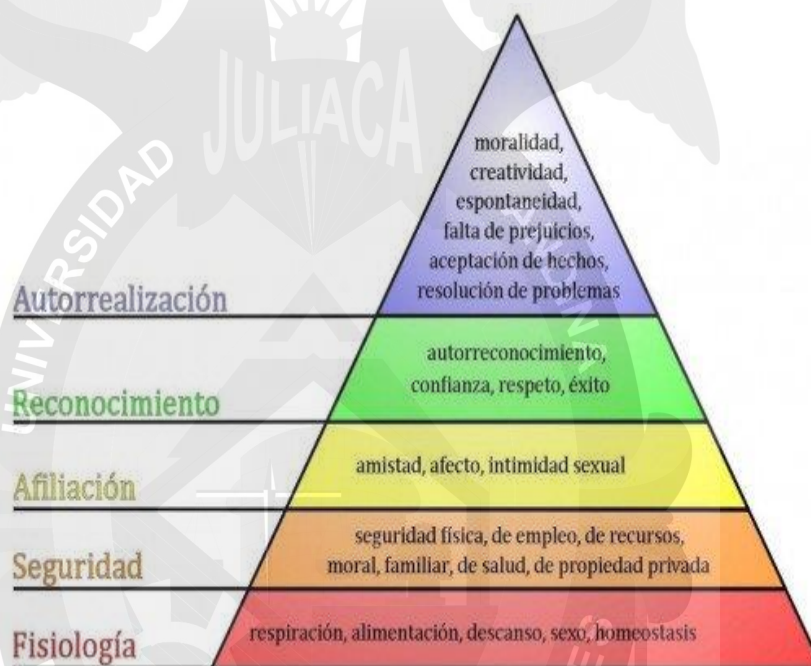 JULIACA
UNIVERSIDAD
ANDINA
moralidad,
creatividad,
espontaneidad,
falta de prejuicios,
aceptación de hechos,
resolución de problemas
Autorrealización
autorreconocimiento,
confianza, respeto, éxito
Reconocimiento
amistad, afecto, intimidad sexual
Afiliación
seguridad física, de empleo, de recursos,
moral, familiar, de salud, de propiedad privada
Seguridad
respiración, alimentación, descanso, sexo, homeostasis
Fisiología